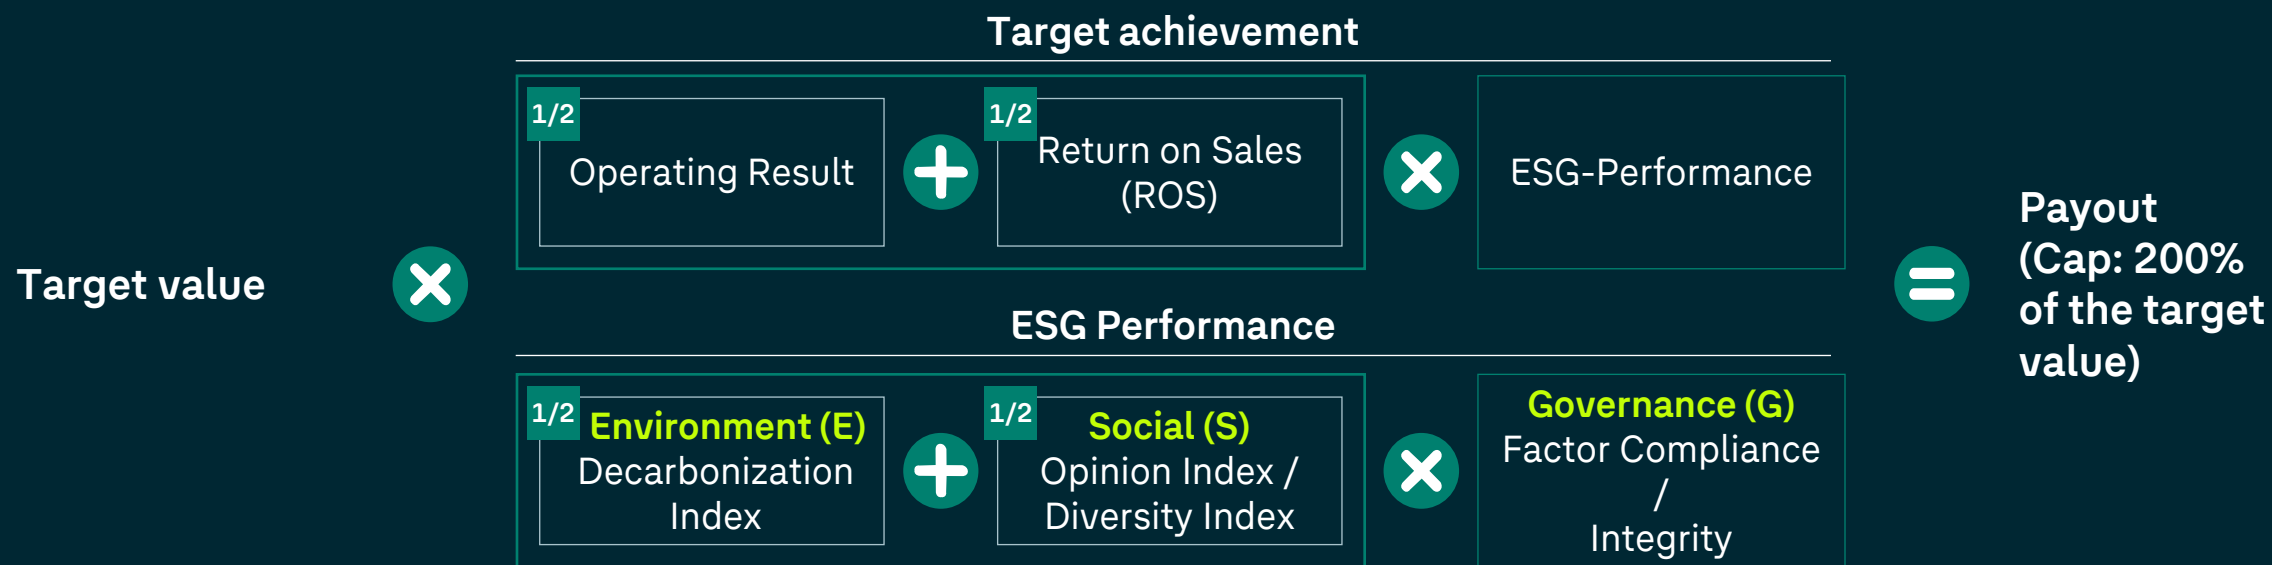 Target achievement
1/2
Operating Result
1/2
Return on Sales
(ROS)
ESG-Performance
Target value
Payout
(Cap: 200%
of the target
value)
ESG Performance
1/2
Environment (E)
Decarbonization
Index
1/2
Social (S)
Opinion Index /
Diversity Index
Governance (G)
Factor Compliance
/
Integrity